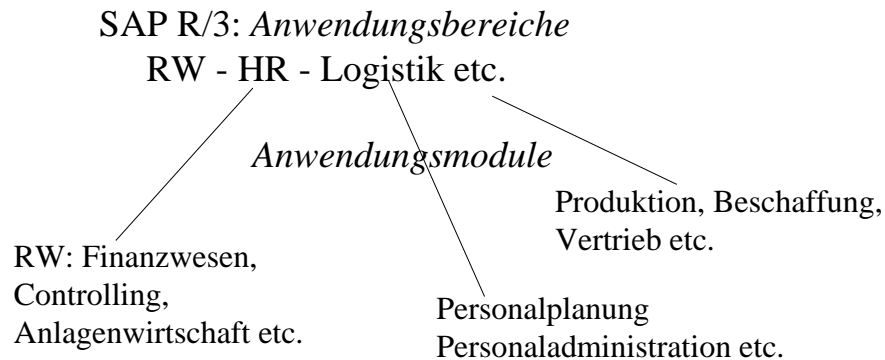 SAP R/3: Anwendungsbereiche
RW - HR - Logistik etc.
Anwendungsmodule
Produktion, Beschaffung,
Vertrieb etc.
RW: Finanzwesen,
Controlling,
Anlagenwirtschaft etc.
Personalplanung
Personaladministration etc.